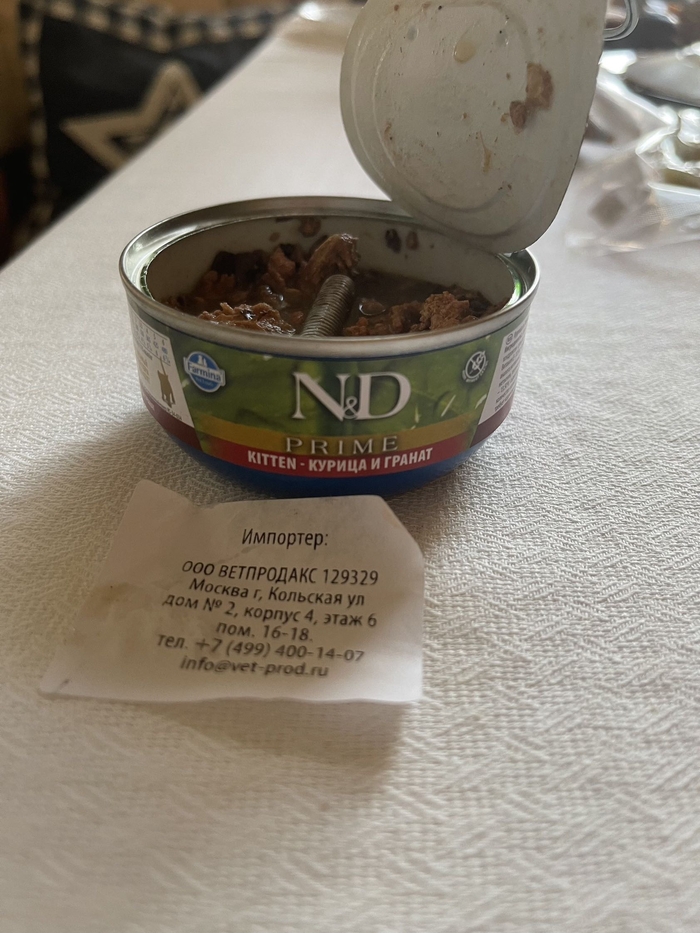 Farmina
N&D
PRIME
KITTEN - КУРИЦА И ГРАНАТ
Импортер:
ООО ВЕТПРОДАКС 129329
Москва г, Кольская ул
дом № 2, корпус 4, этаж 6
пом. 16-18.
тел. +7 (499) 400-14-07
info@vet-prod.ru